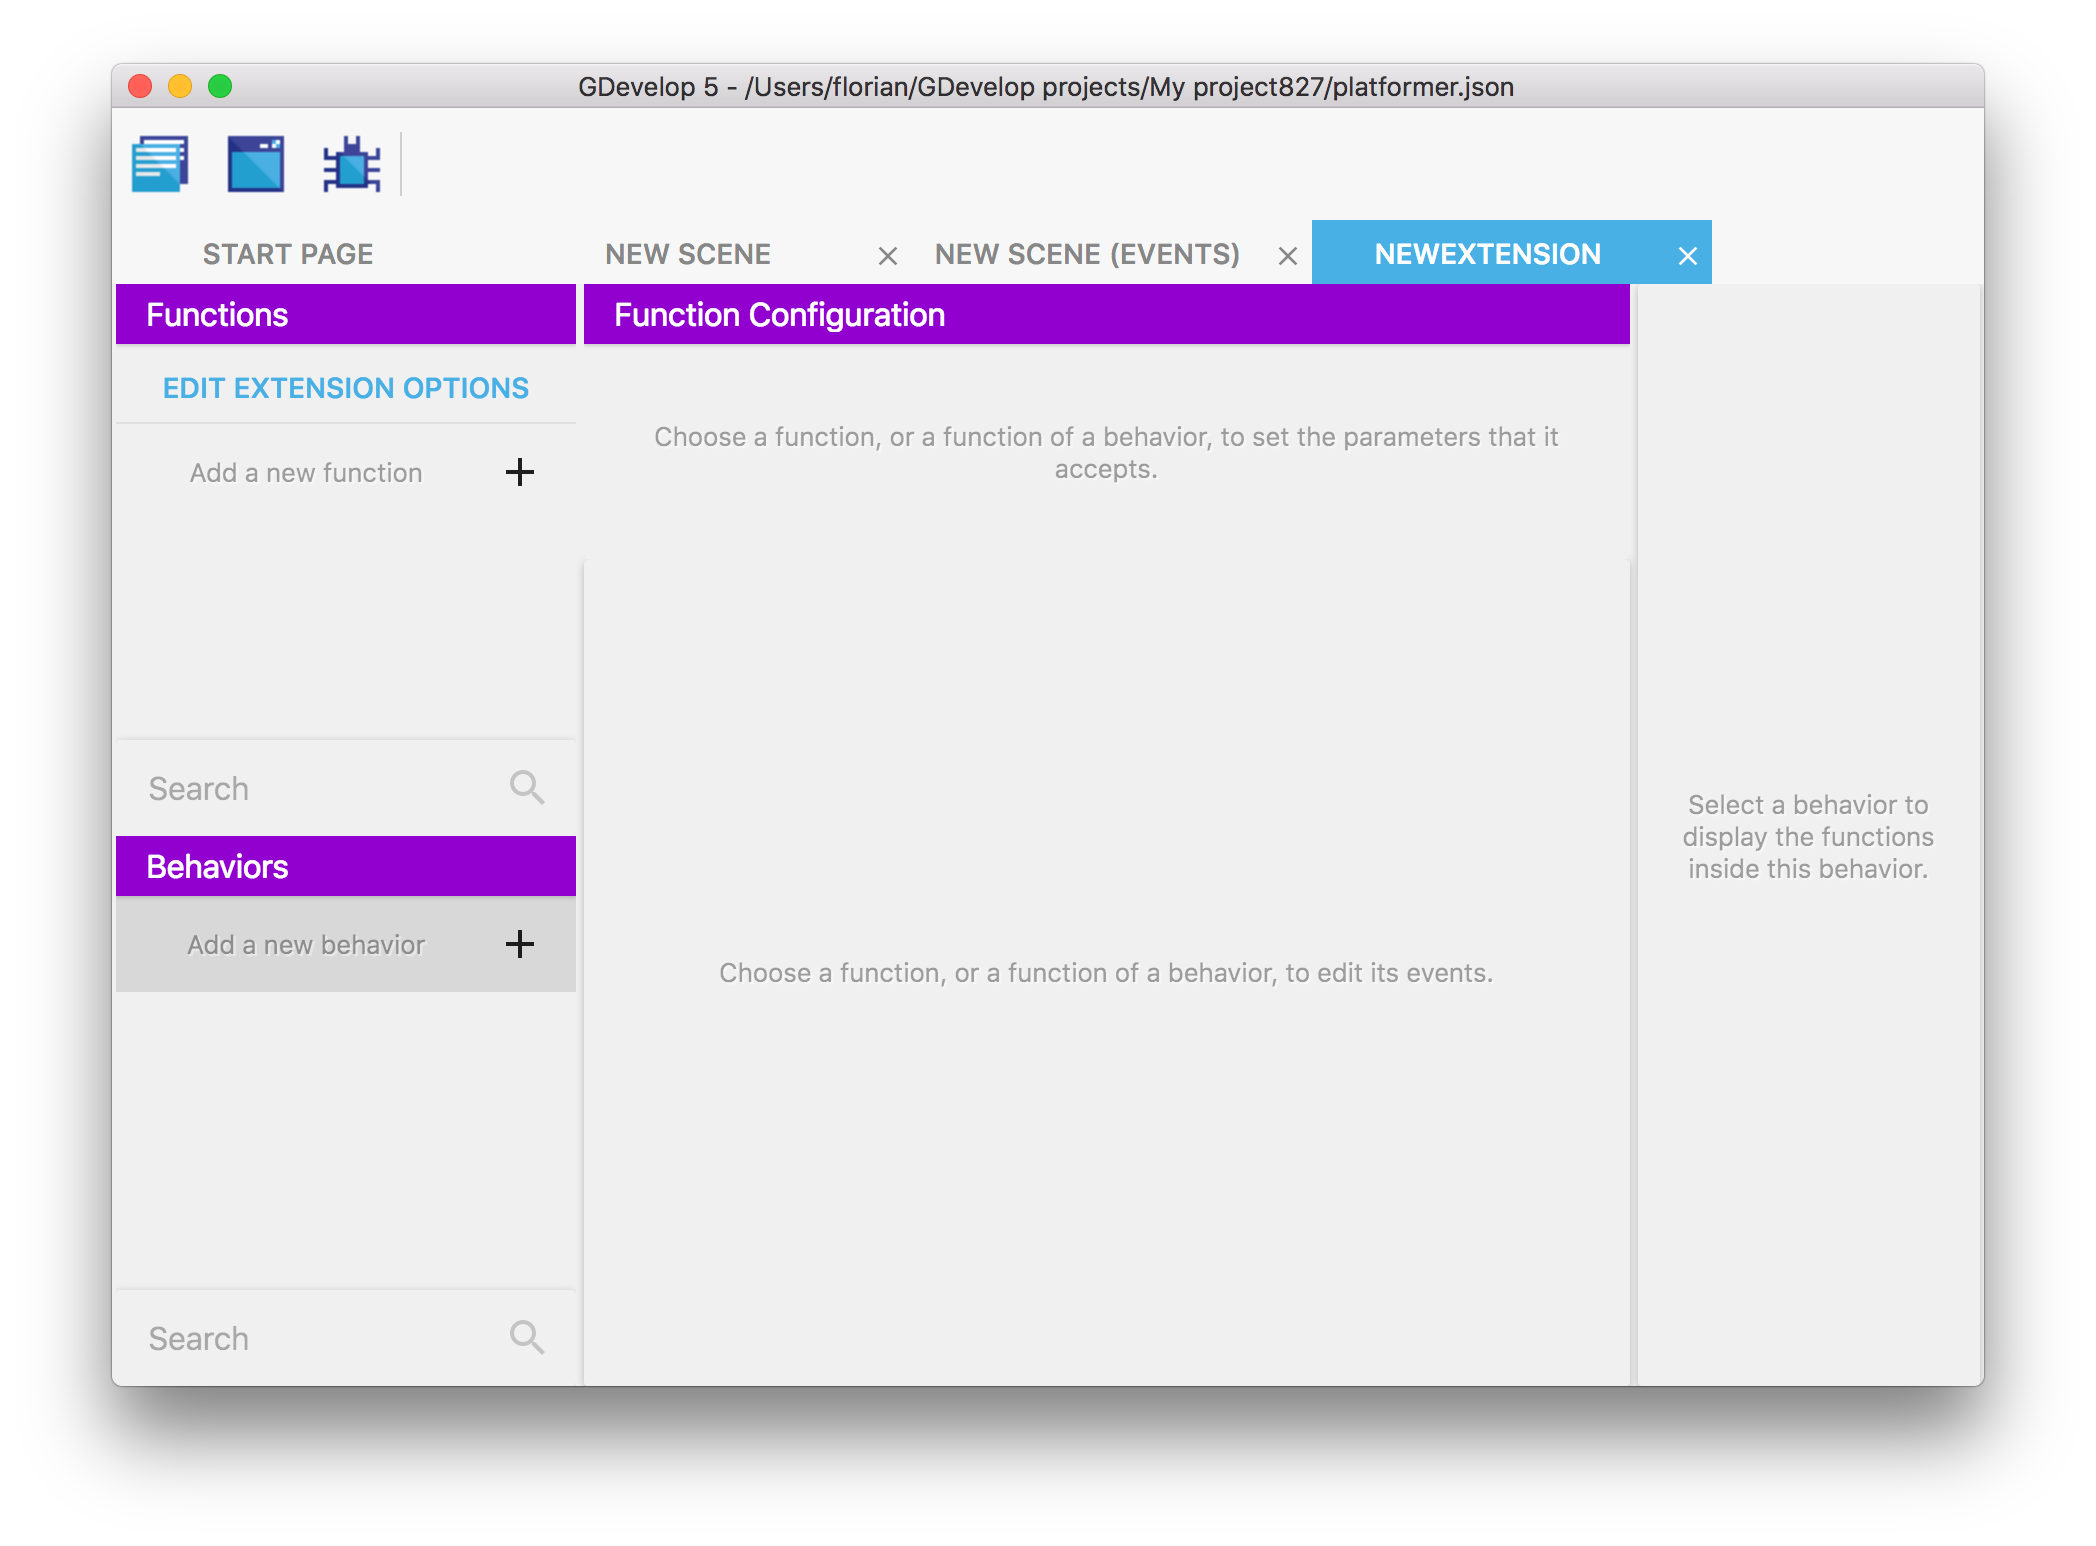 GDevelop 5 - /Users/florian/GDevelop projects/My project827/platformer.json
START PAGE
NEW SCENE
NEW SCENE (EVENTS)
NEWEXTENSION
Functions
EDIT EXTENSION OPTIONS
Add a new function
Search
Behaviors
Add a new behavior
Search
Function Configuration
Choose a function, or a function of a behavior, to set the parameters that it
accepts.
Choose a function, or a function of a behavior, to edit its events.
Select a behavior to
display the functions
inside this behavior.